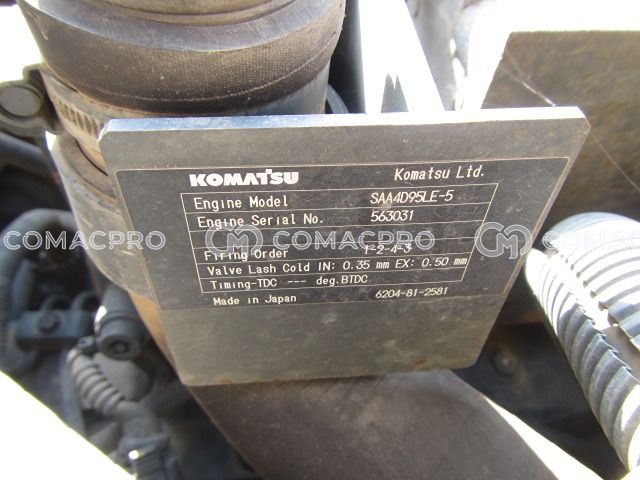 KOMATSU Komatsu Ltd.
Engine Model SAA4D95LE-5
Engine Serial No. 563031
COMACPRO COMACPRO COMACPRO
Firing Order 1-2-4-3
Valve Lash Cold IN: 0.35 mm EX: 0.50 mm
Timing-TDC --- deg.BTDC
Made in Japan 6204-81-2581